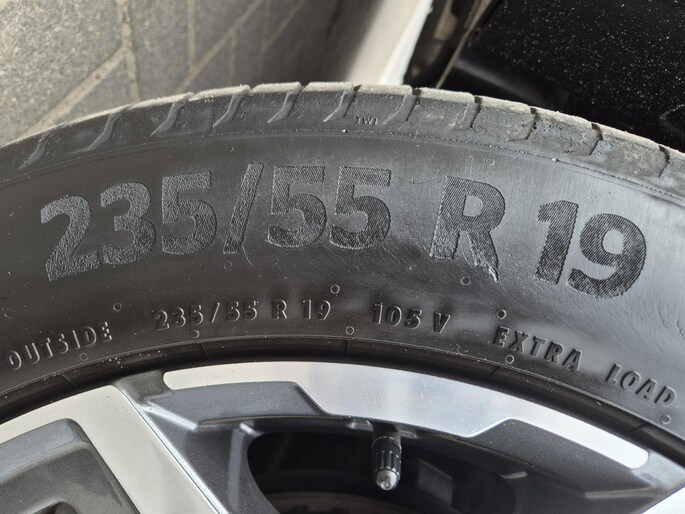 TWI
235/55 R 19
OUTSIDE 235/55 R 19 105 V EXTRA LOAD